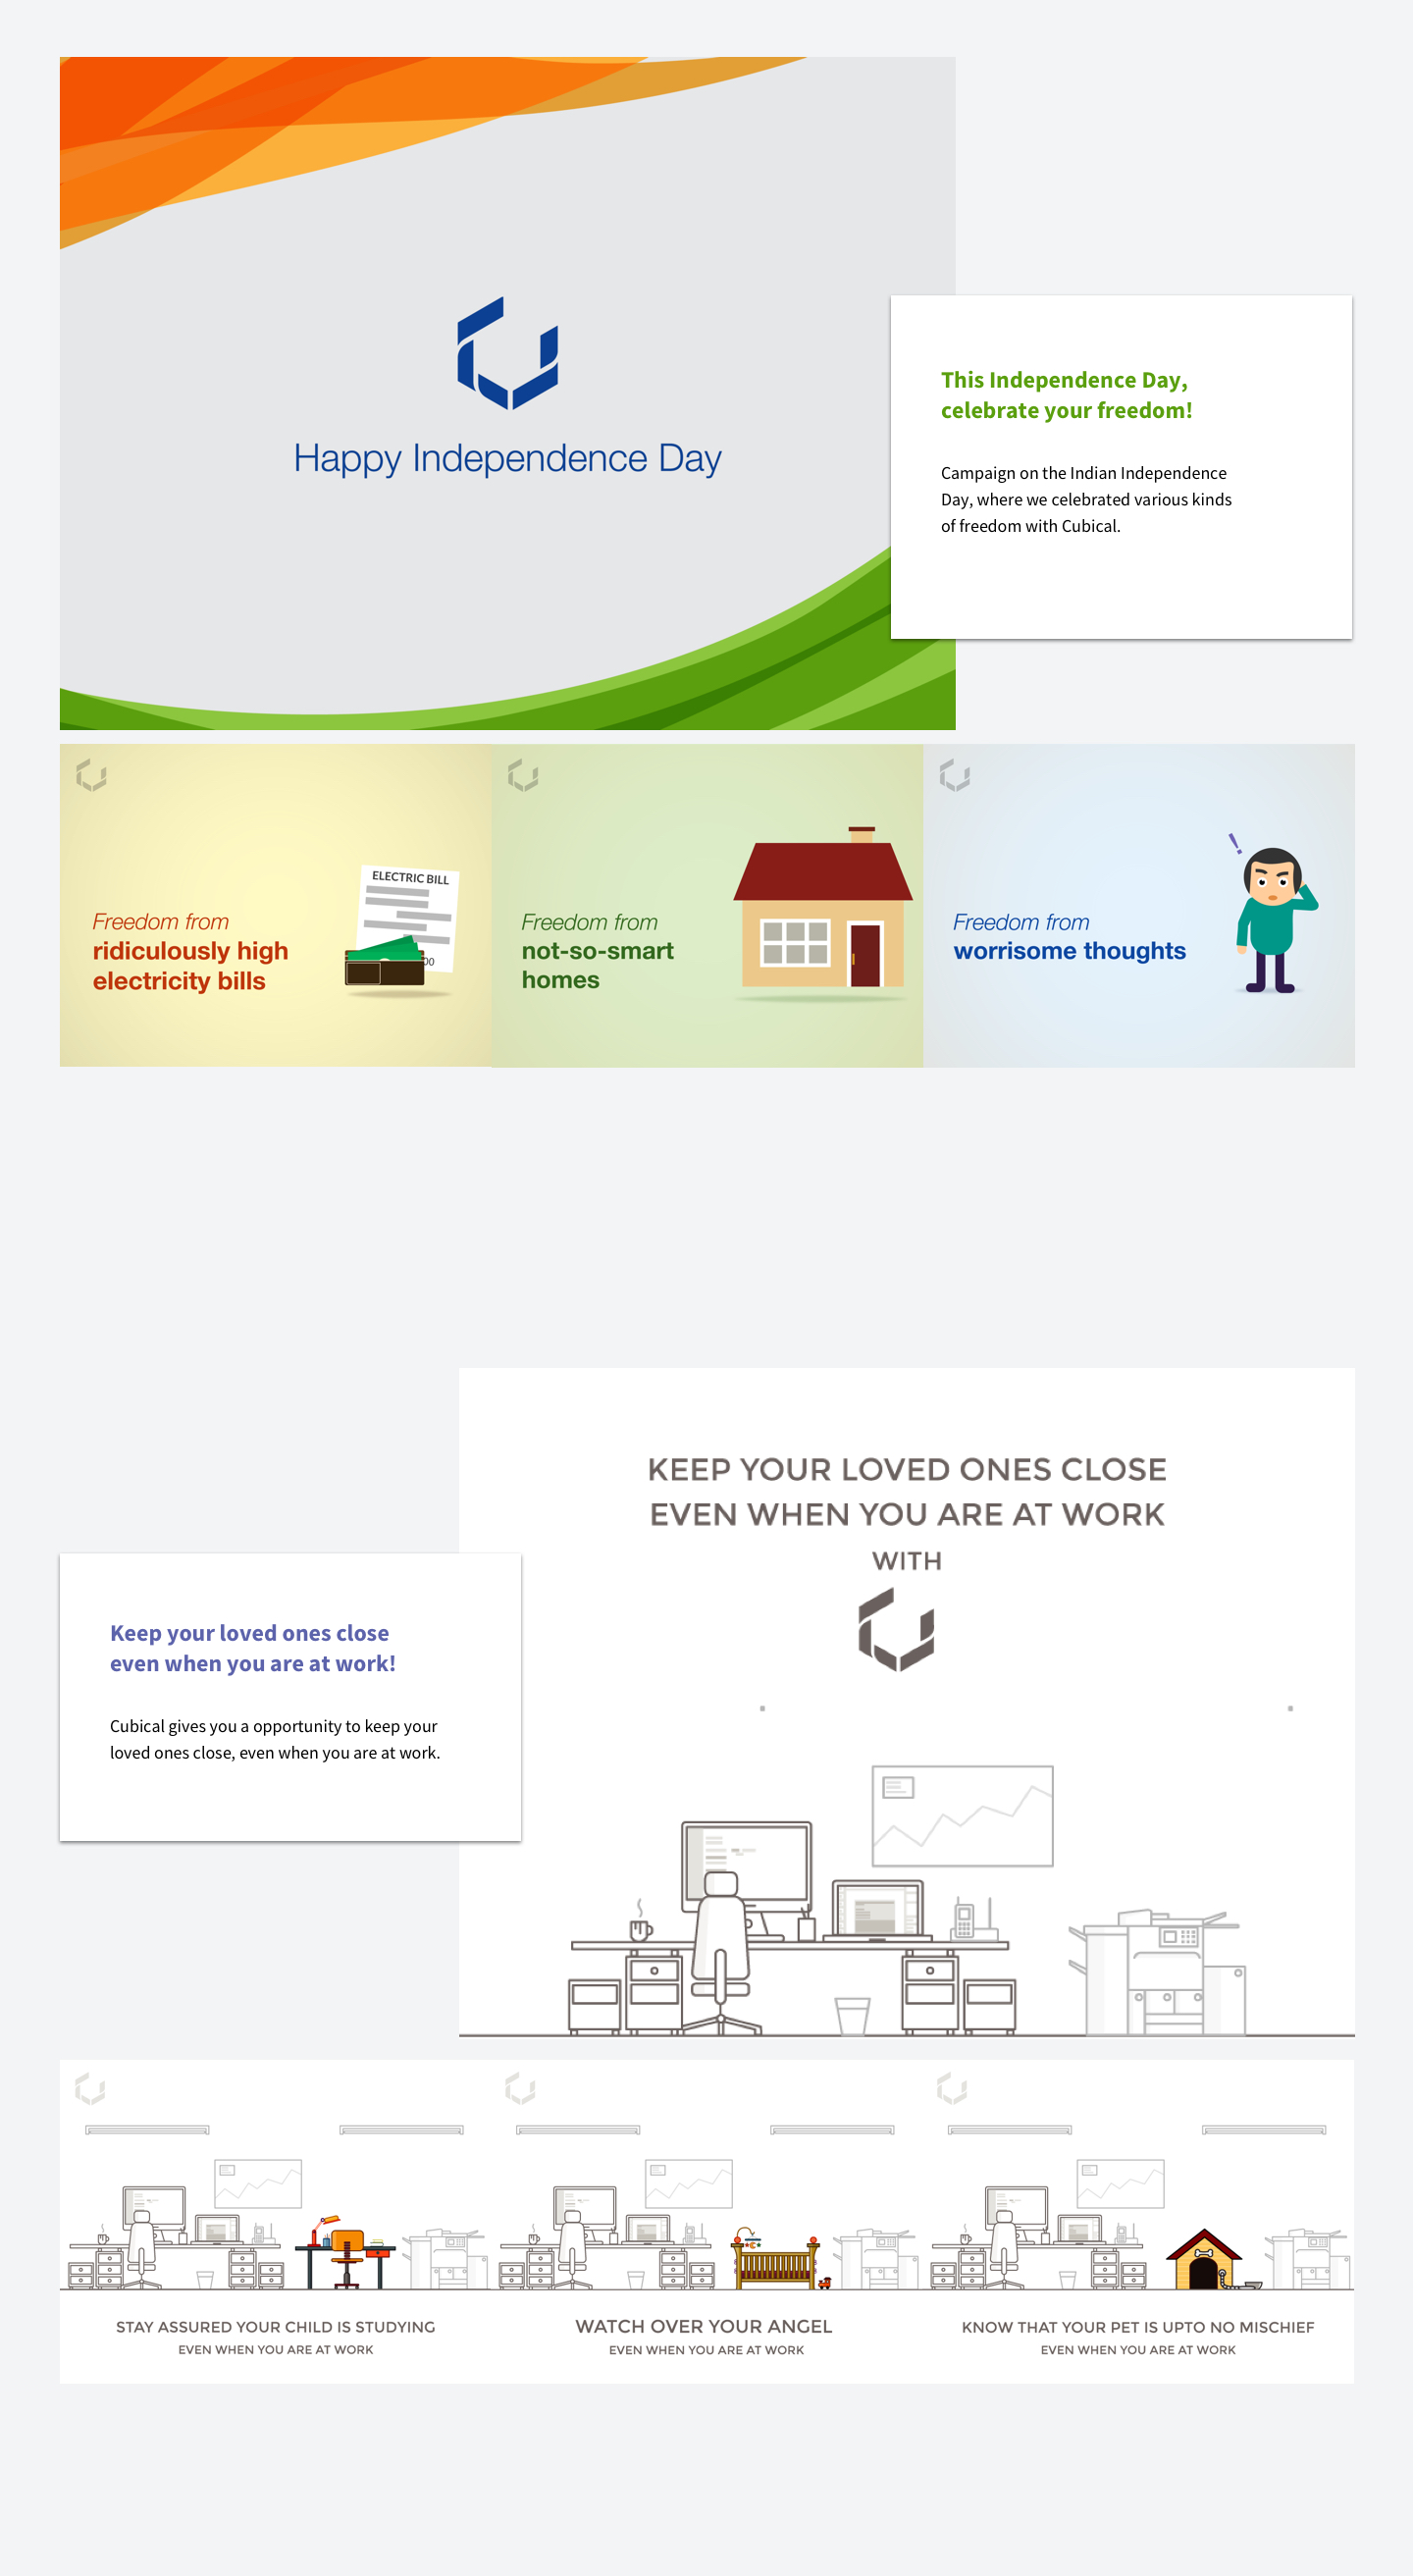 Happy Independence Day
This Independence Day,
celebrate your freedom!
Campaign on the Indian Independence
Day, where we celebrated various kinds
of freedom with Cubical.
Freedom from
ridiculously high
electricity bills
ELECTRIC BILL
00
Freedom from
not-so-smart
homes
Freedom from
worrisome thoughts
!
KEEP YOUR LOVED ONES CLOSE
EVEN WHEN YOU ARE AT WORK
WITH
Keep your loved ones close
even when you are at work!
Cubical gives you a opportunity to keep your
loved ones close, even when you are at work.
STAY ASSURED YOUR CHILD IS STUDYING
EVEN WHEN YOU ARE AT WORK
WATCH OVER YOUR ANGEL
EVEN WHEN YOU ARE AT WORK
KNOW THAT YOUR PET IS UPTO NO MISCHIEF
EVEN WHEN YOU ARE AT WORK